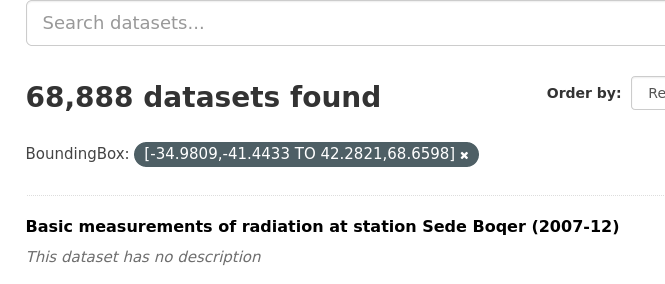 Search datasets...
68,888 datasets found
Order by: Re
BoundingBox: [-34.9809,-41.4433 TO 42.2821,68.6598] ×
Basic measurements of radiation at station Sede Boqer (2007-12)
This dataset has no description